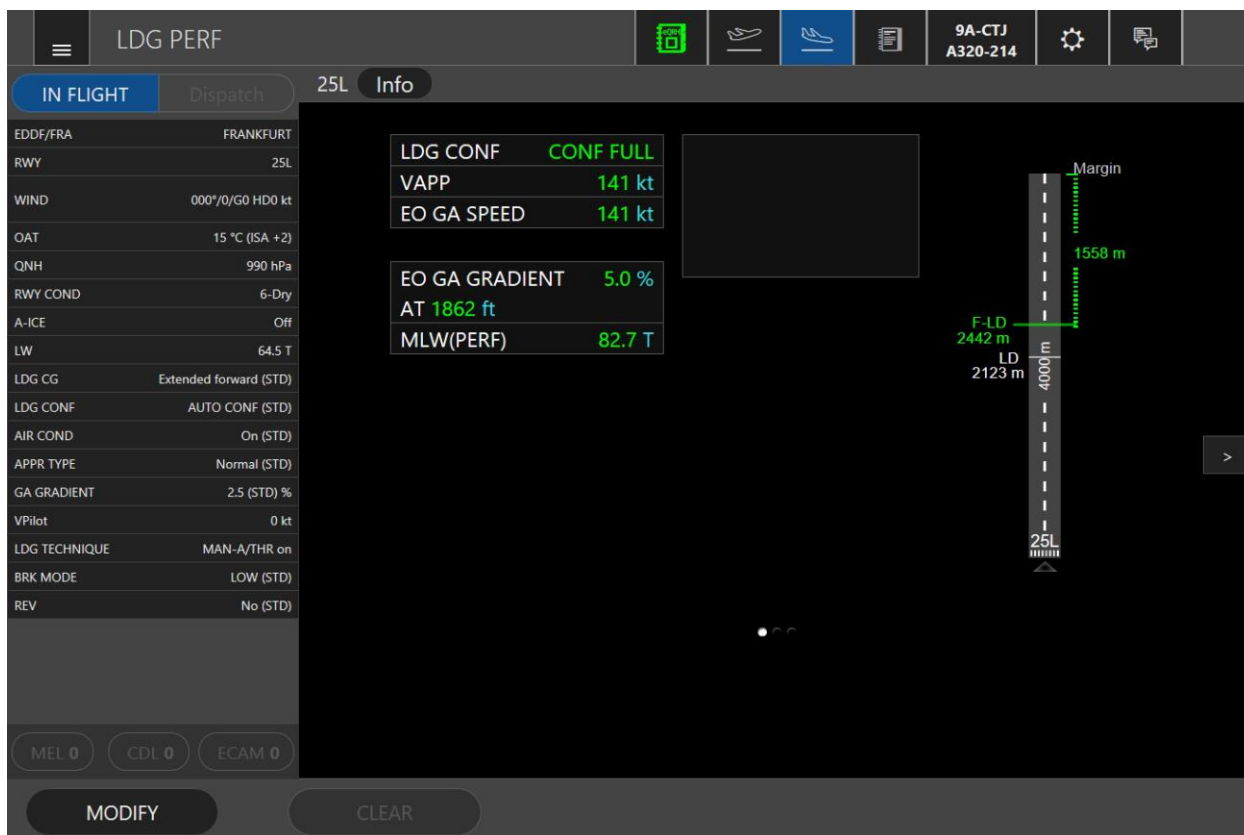 LDG PERF
eQRH
9A-CTJ
A320-214
IN FLIGHT Dispatch
25L Info
EDDF/FRA FRANKFURT
RWY 25L
WIND 000°/0/G0 HD0 kt
OAT 15 °C (ISA +2)
QNH 990 hPa
RWY COND 6-Dry
A-ICE Off
LW 64.5 T
LDG CG Extended forward (STD)
LDG CONF AUTO CONF (STD)
AIR COND On (STD)
APPR TYPE Normal (STD)
GA GRADIENT 2.5 (STD) %
VPilot 0 kt
LDG TECHNIQUE MAN-A/THR on
BRK MODE LOW (STD)
REV No (STD)
MEL 0 CDL 0 ECAM 0
MODIFY CLEAR
LDG CONF CONF FULL
VAPP 141 kt
EO GA SPEED 141 kt
EO GA GRADIENT 5.0 %
AT 1862 ft
MLW(PERF) 82.7 T
Margin
1558 m
F-LD
2442 m
LD
2123 m
4000 m
25L
>